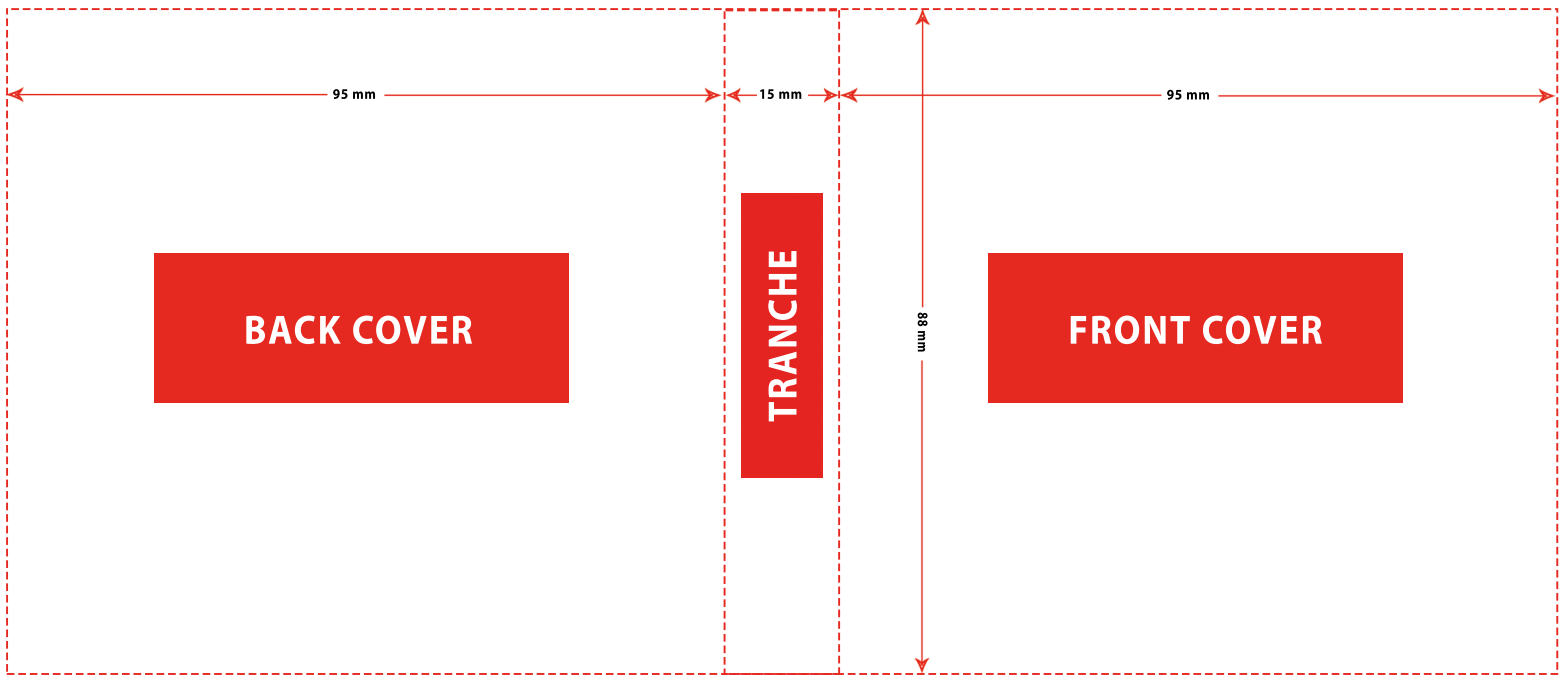 95 mm
15 mm
95 mm
BACK COVER
TRANCHE
88 mm
FRONT COVER